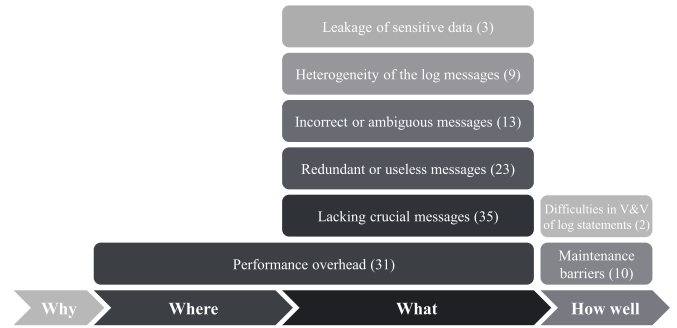 Leakage of sensitive data (3)
Heterogeneity of the log messages (9)
Incorrect or ambiguous messages (13)
Redundant or useless messages (23)
Lacking crucial messages (35)
Difficulties in V&V
of log statements (2)
Performance overhead (31)
Maintenance
barriers (10)
Why
Where
What
How well